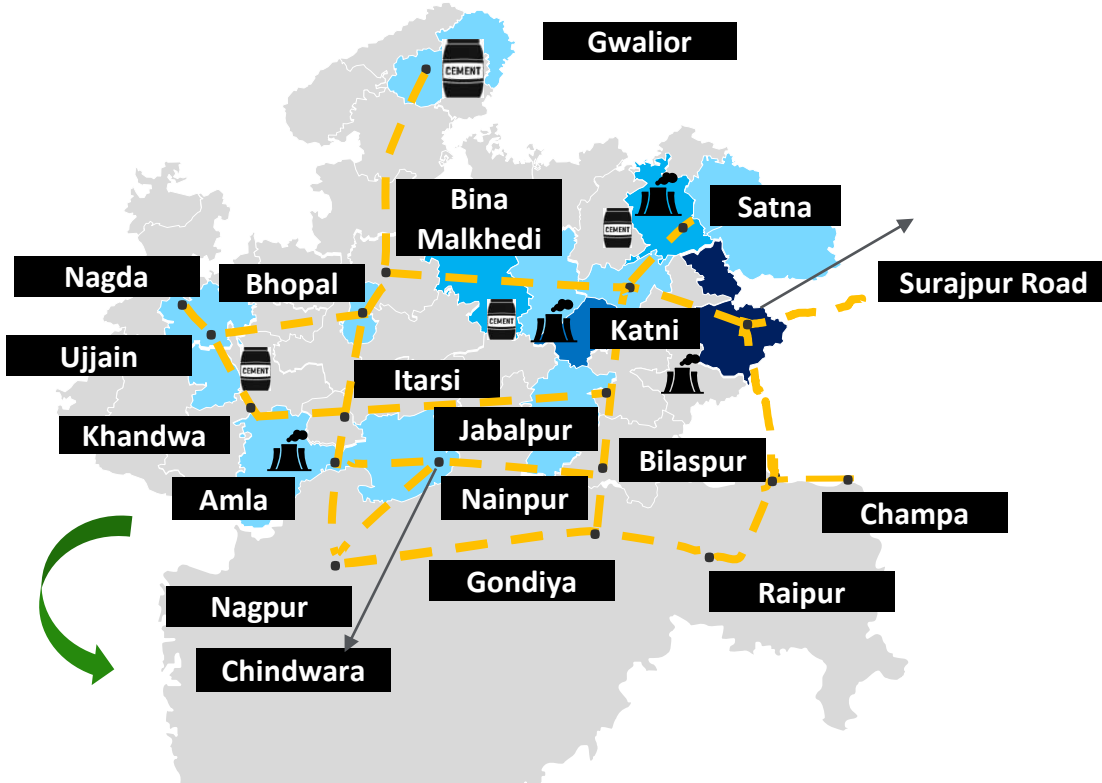 Gwalior
CEMENT
Bina
Malkhedi
Satna
CEMENT
Nagda
Bhopal
Surajpur Road
CEMENT
Katni
Ujjain
CEMENT
Itarsi
Khandwa
Jabalpur
Bilaspur
Amla
Nainpur
Champa
Gondiya
Raipur
Nagpur
Chindwara